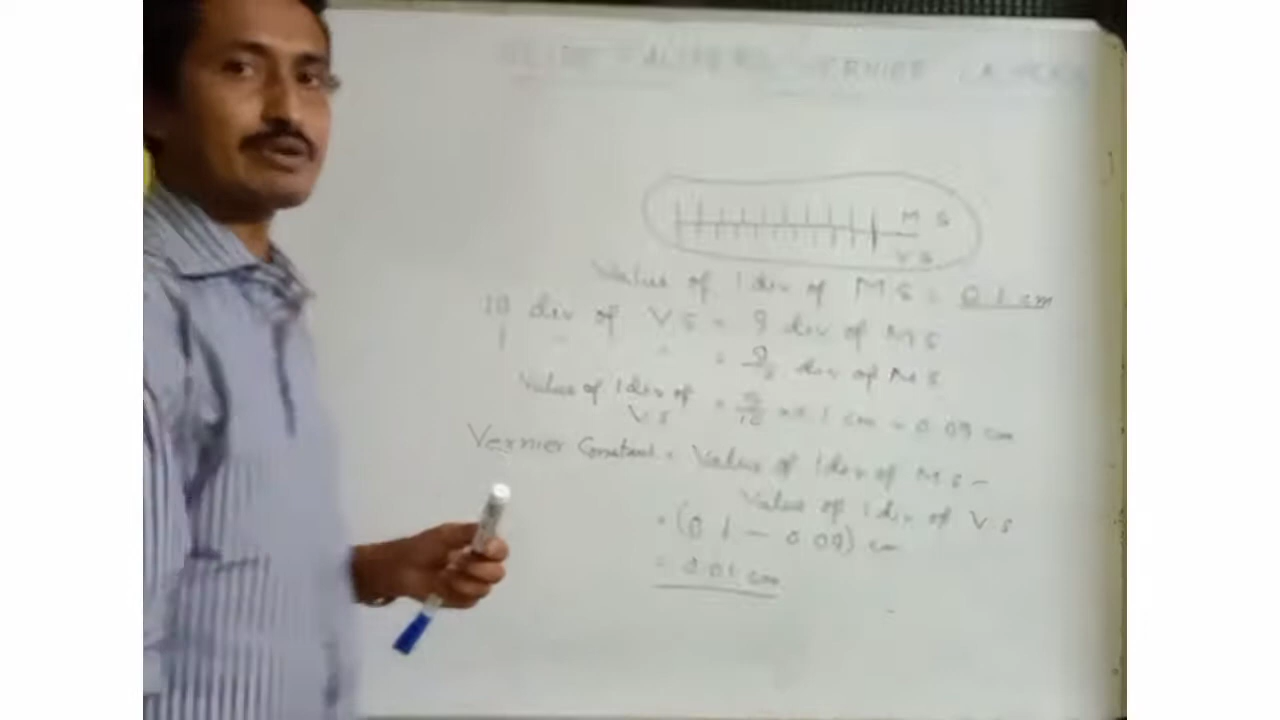 M S
V S
Value of 1 div of M S = 0.1 cm
10 div of V S = 9 div of M S
1 " " = 9/10 div of M S
Value of 1 div of V S = 9/10 × 0.1 cm = 0.09 cm
Vernier Constant = Value of 1 div of M S -
Value of 1 div of V S
= (0.1 - 0.09) cm
= 0.01 cm